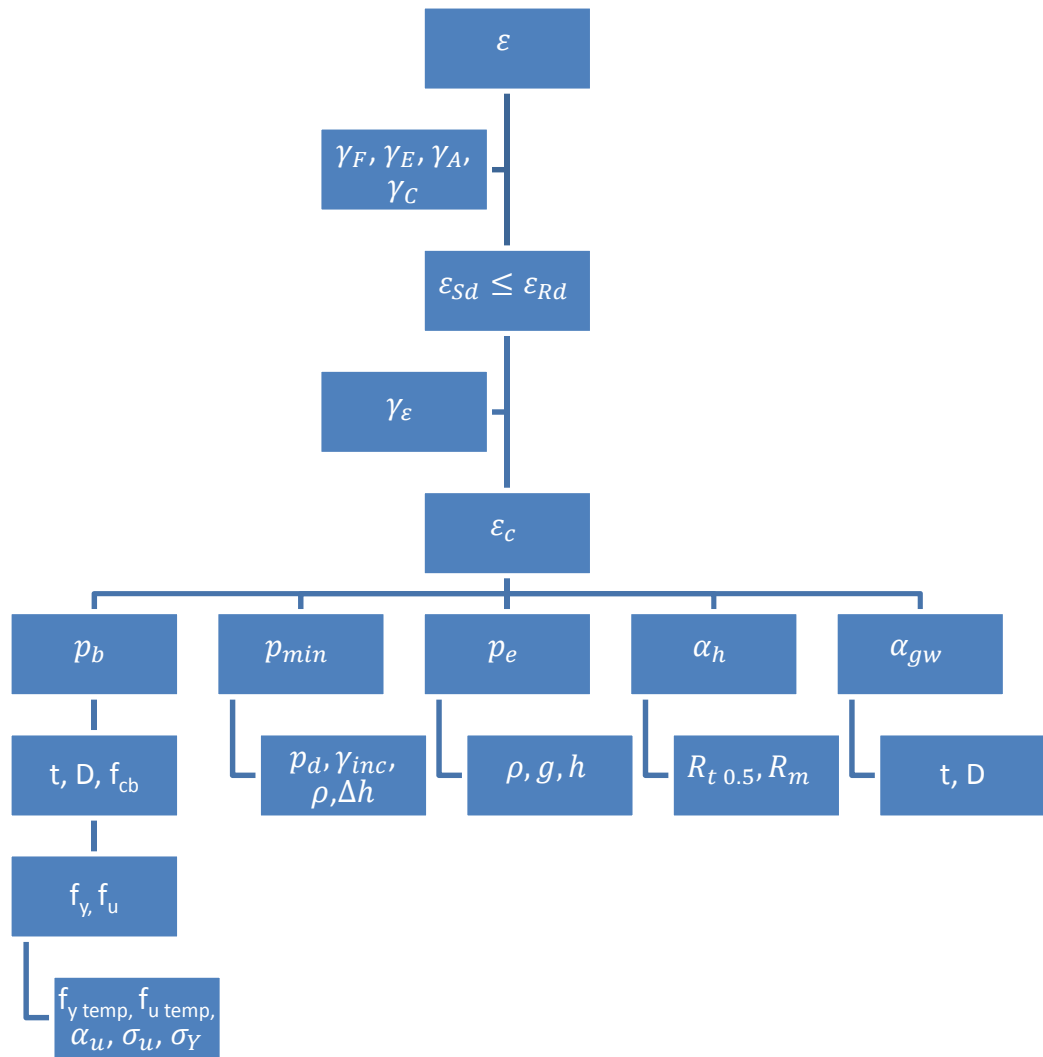 ε
γ_F, γ_E, γ_A,
γ_C
ε_Sd ≤ ε_Rd
γ_ε
ε_c
p_b
p_min
p_e
α_h
α_gw
t, D, f_cb
p_d, γ_inc,
ρ,Δh
ρ, g, h
R_t 0.5, R_m
t, D
f_y, f_u
f_y temp, f_u temp,
α_u, σ_u, σ_Y